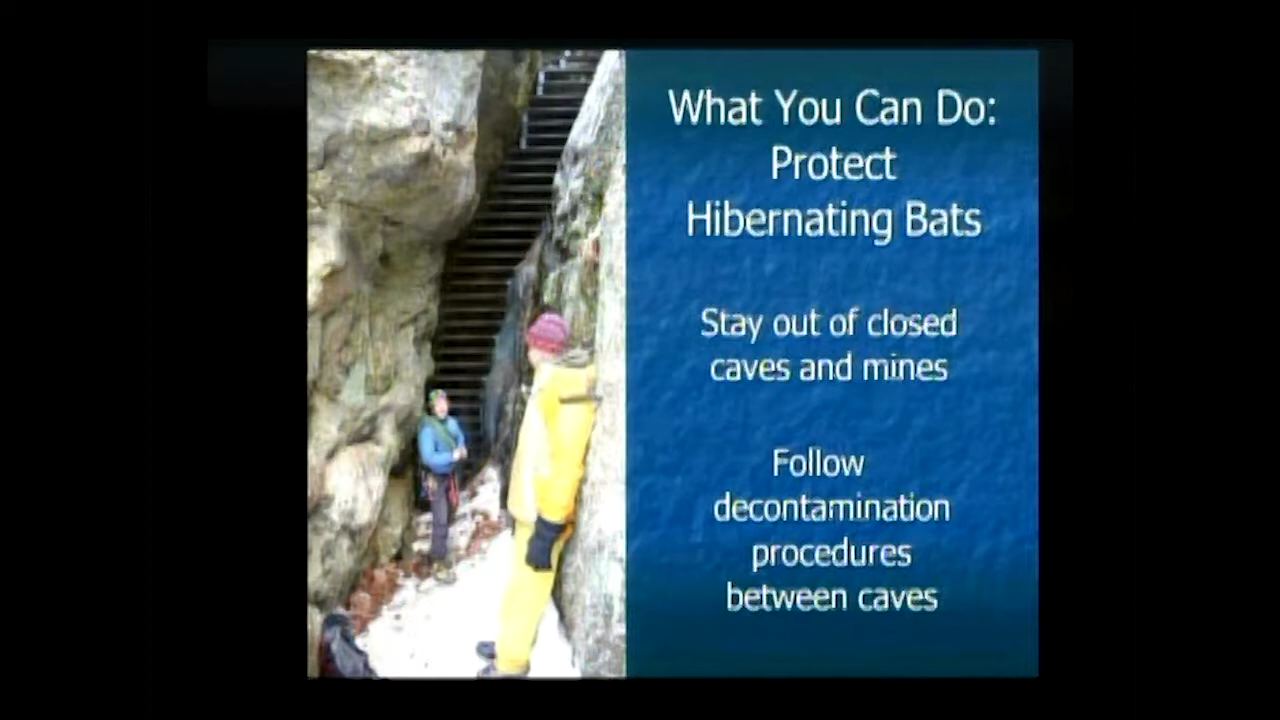 What You Can Do:
Protect
Hibernating Bats
Stay out of closed
caves and mines
Follow
decontamination
procedures
between caves